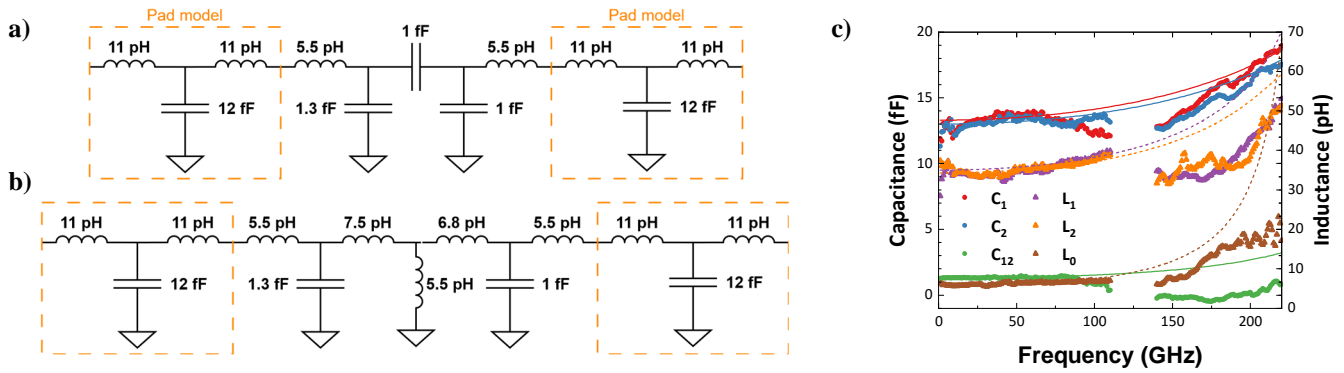 Pad model
Pad model
a)
1 fF
c)
11 pH 11 pH 5.5 pH 5.5 pH 11 pH 11 pH
12 fF 1.3 fF 1 fF 12 fF
b)
11 pH 11 pH 5.5 pH 7.5 pH 6.8 pH 5.5 pH 11 pH 11 pH
12 fF 1.3 fF 5.5 pH 1 fF 12 fF
20
15
10
5
0
Capacitance (fF)
C1 L1
C2 L2
C12 L0
70
60
50
40
30
20
10
0
Inductance (pH)
0 50 100 150 200
Frequency (GHz)